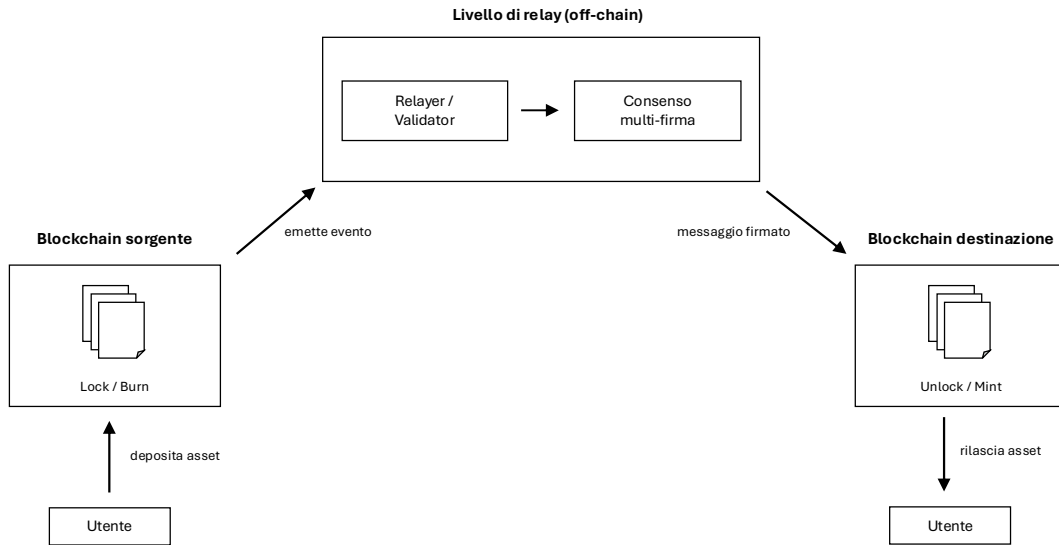 Livello di relay (off-chain)
Relayer /
Validator
Consenso
multi-firma
emette evento
messaggio firmato
Blockchain sorgente
Blockchain destinazione
Lock / Burn
Unlock / Mint
deposita asset
rilascia asset
Utente
Utente